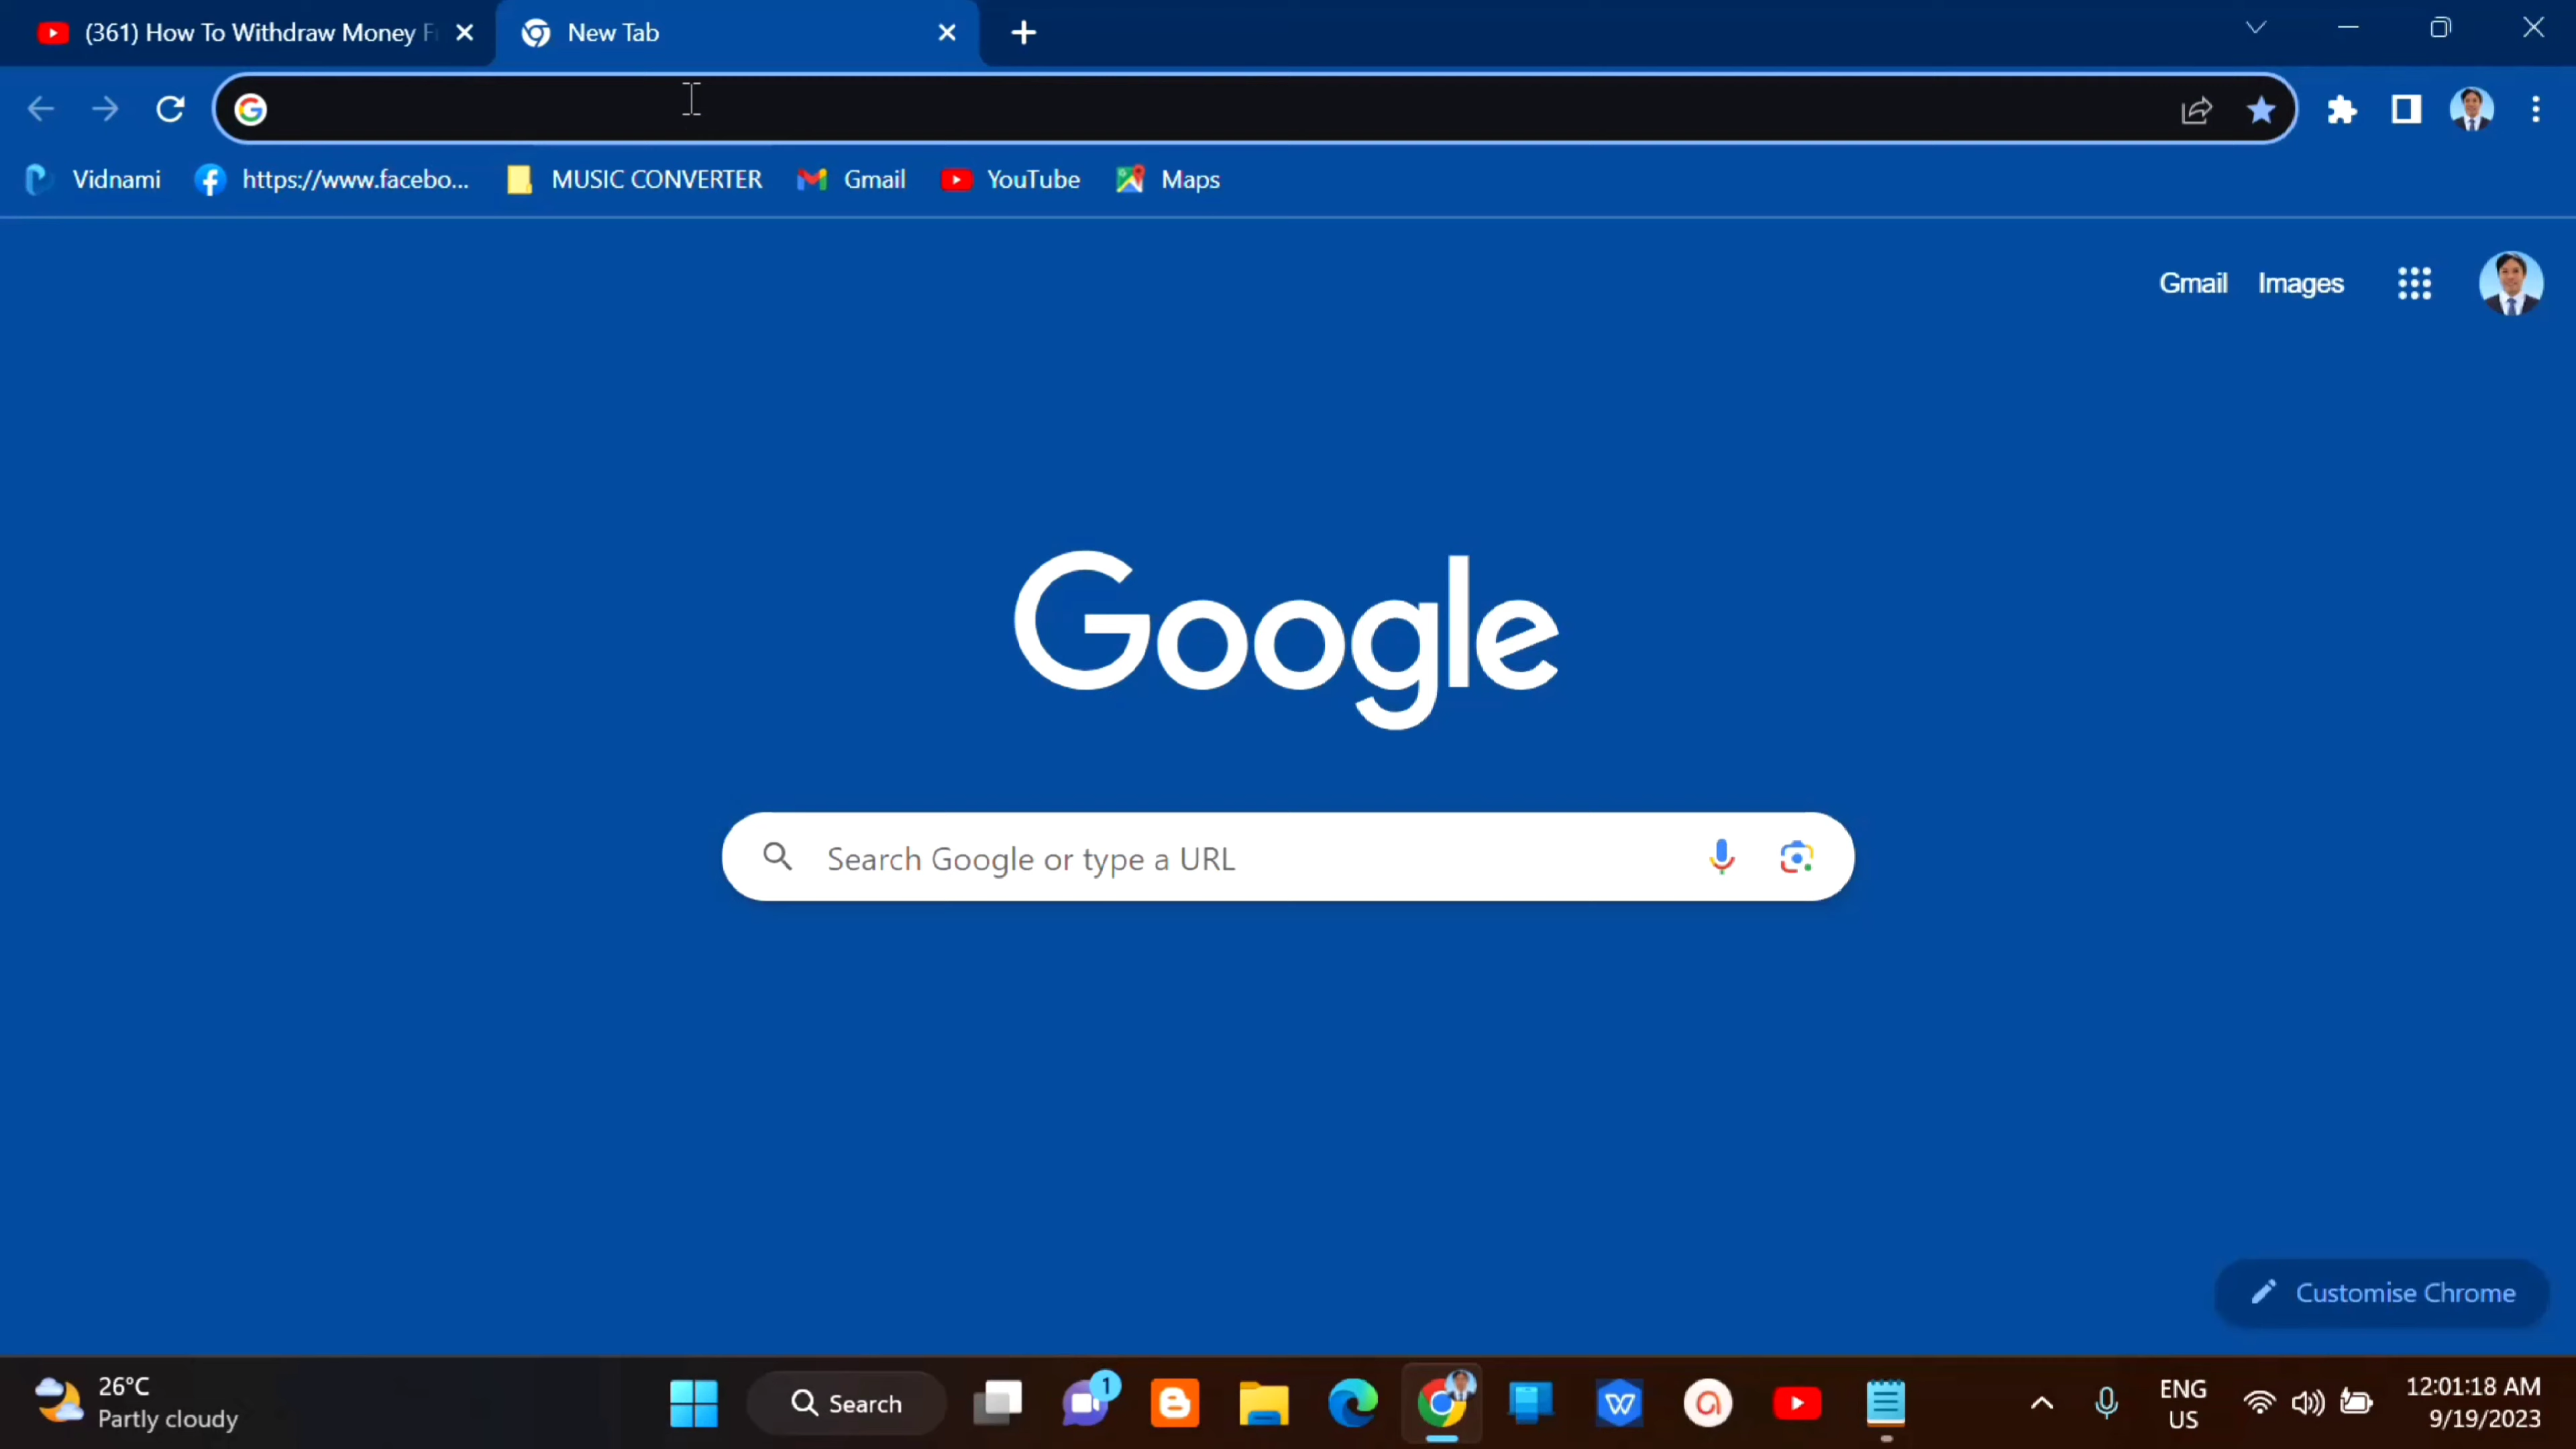 (361) How To Withdraw Money F
New Tab
Vidnami
https://www.facebo...
MUSIC CONVERTER
Gmail
YouTube
Maps
Gmail
Images
Google
Search Google or type a URL
Customise Chrome
26°C
Partly cloudy
Search
1
ENG
US
12:01:18 AM
9/19/2023